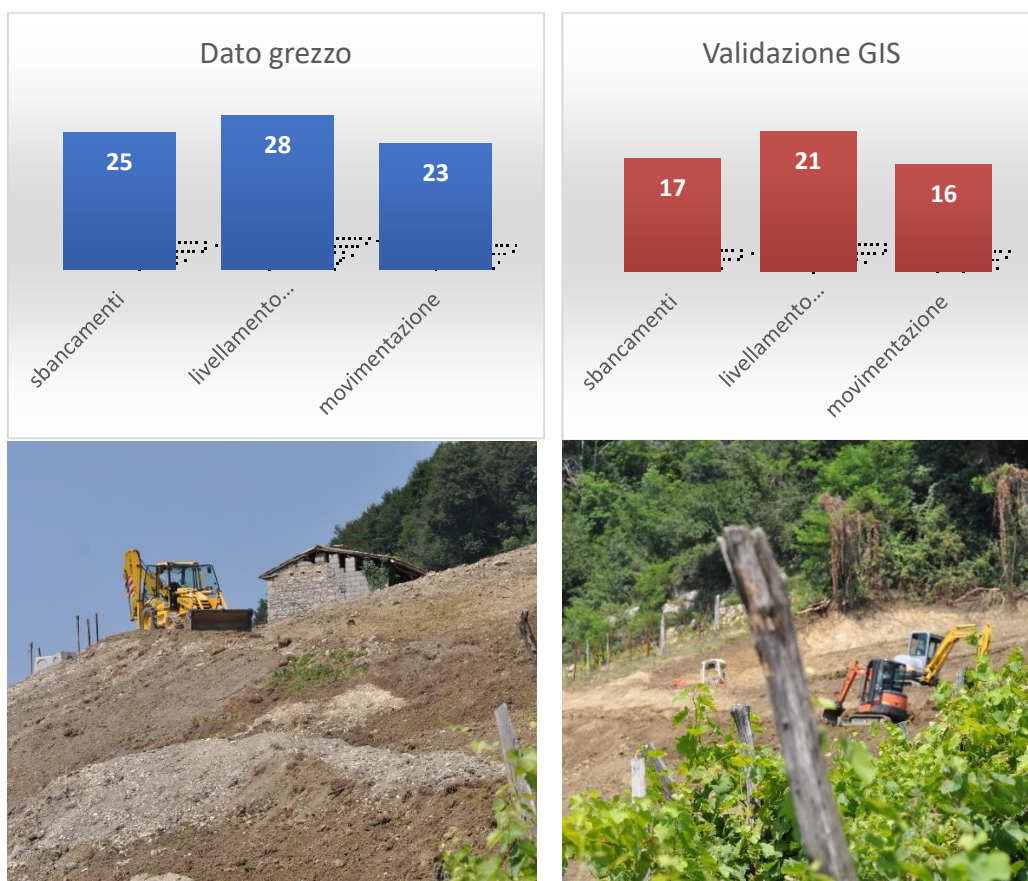 Dato grezzo
25
28
23
sbancamenti
livellamento...
movimentazione
Validazione GIS
17
21
16
sbancamenti
livellamento...
movimentazione